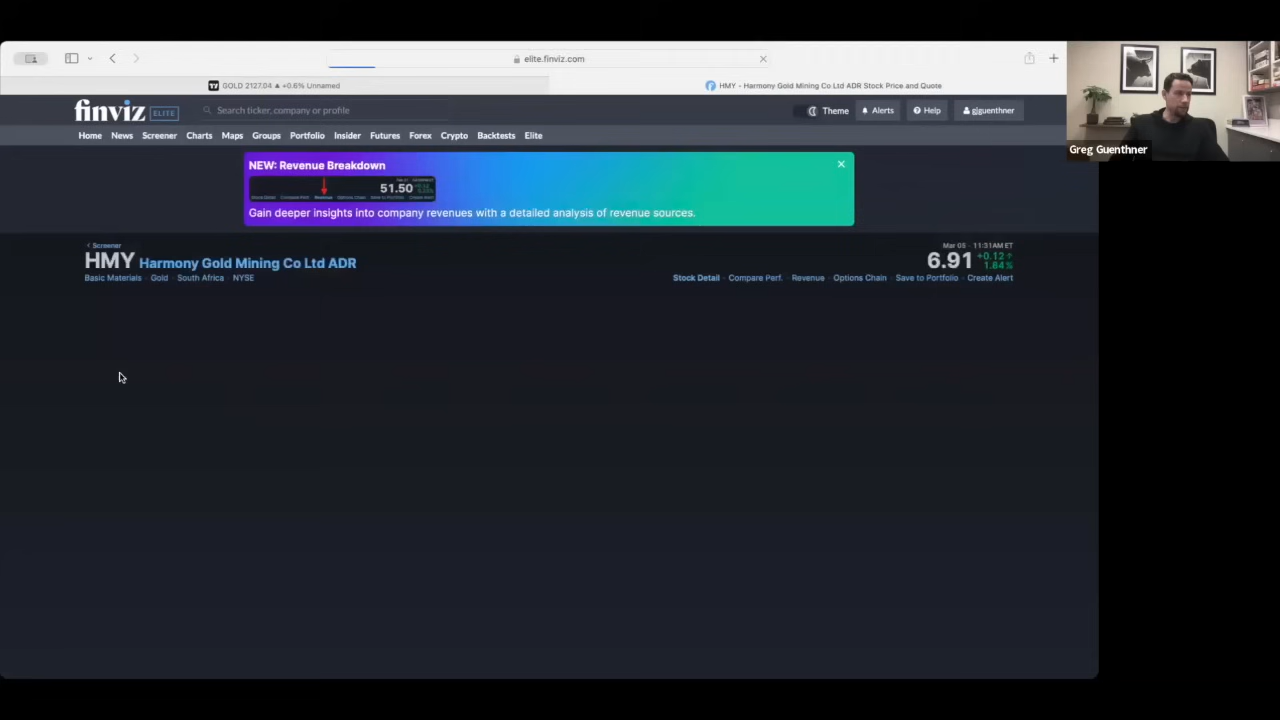 elite.finviz.com
GOLD 2127.04 ▲ +0.6% Unnamed
HMY - Harmony Gold Mining Co Ltd ADR Stock Price and Quote
finviz ELITE
Search ticker, company or profile
Theme
Alerts
Help
gjguenthner
Home News Screener Charts Maps Groups Portfolio Insider Futures Forex Crypto Backtests Elite
Greg Guenthner
NEW: Revenue Breakdown
51.50
Gain deeper insights into company revenues with a detailed analysis of revenue sources.
Screener
Mar 05 · 11:31AM ET
HMY Harmony Gold Mining Co Ltd ADR
6.91 +0.12
1.84%
Basic Materials · Gold · South Africa · NYSE
Stock Detail · Compare Perf. · Revenue · Options Chain · Save to Portfolio · Create Alert